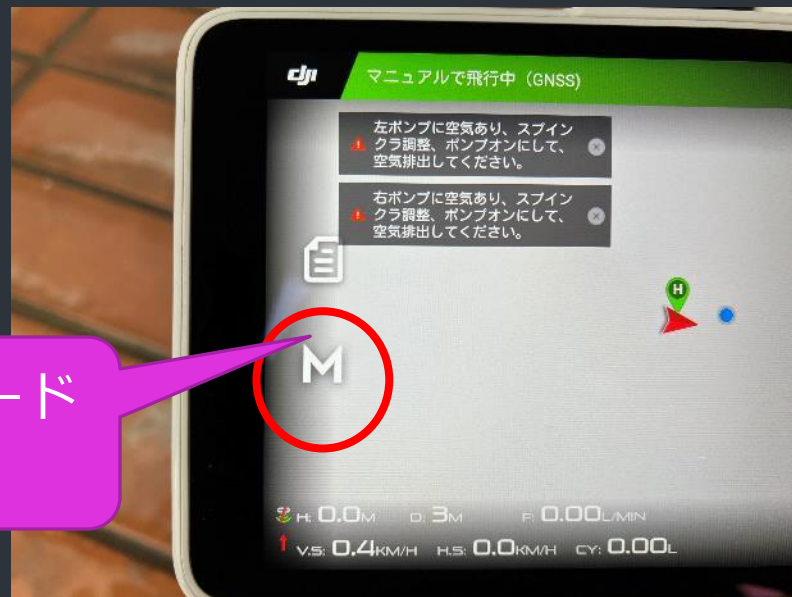 dji
マニュアルで飛行中（GNSS)
左ポンプに空気あり、スプイン
クラ調整、ポンプオンにして、
空気排出してください。
右ポンプに空気あり、スプイン
クラ調整、ポンプオンにして、
空気排出してください。
H
M
ード
H: 0.0M D: 3M F: 0.00L/MIN
V.S: 0.4KM/H H.S: 0.0KM/H CY: 0.00L